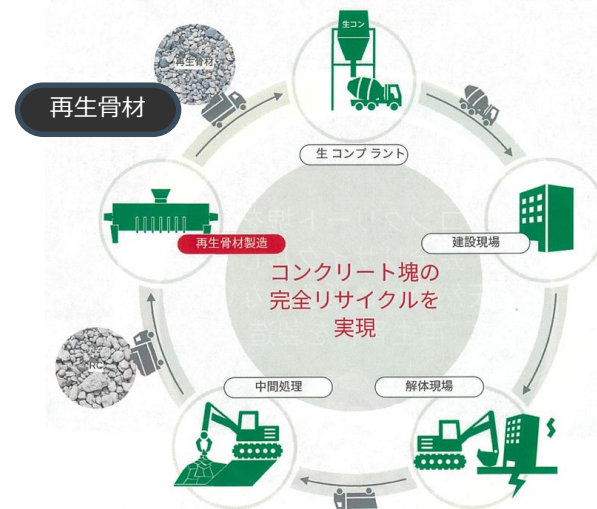 生コン
再生骨材
再生骨材
生コンプラント
再生骨材製造
建設現場
コンクリート塊の
完全リサイクルを
実現
RC
中間処理
解体現場